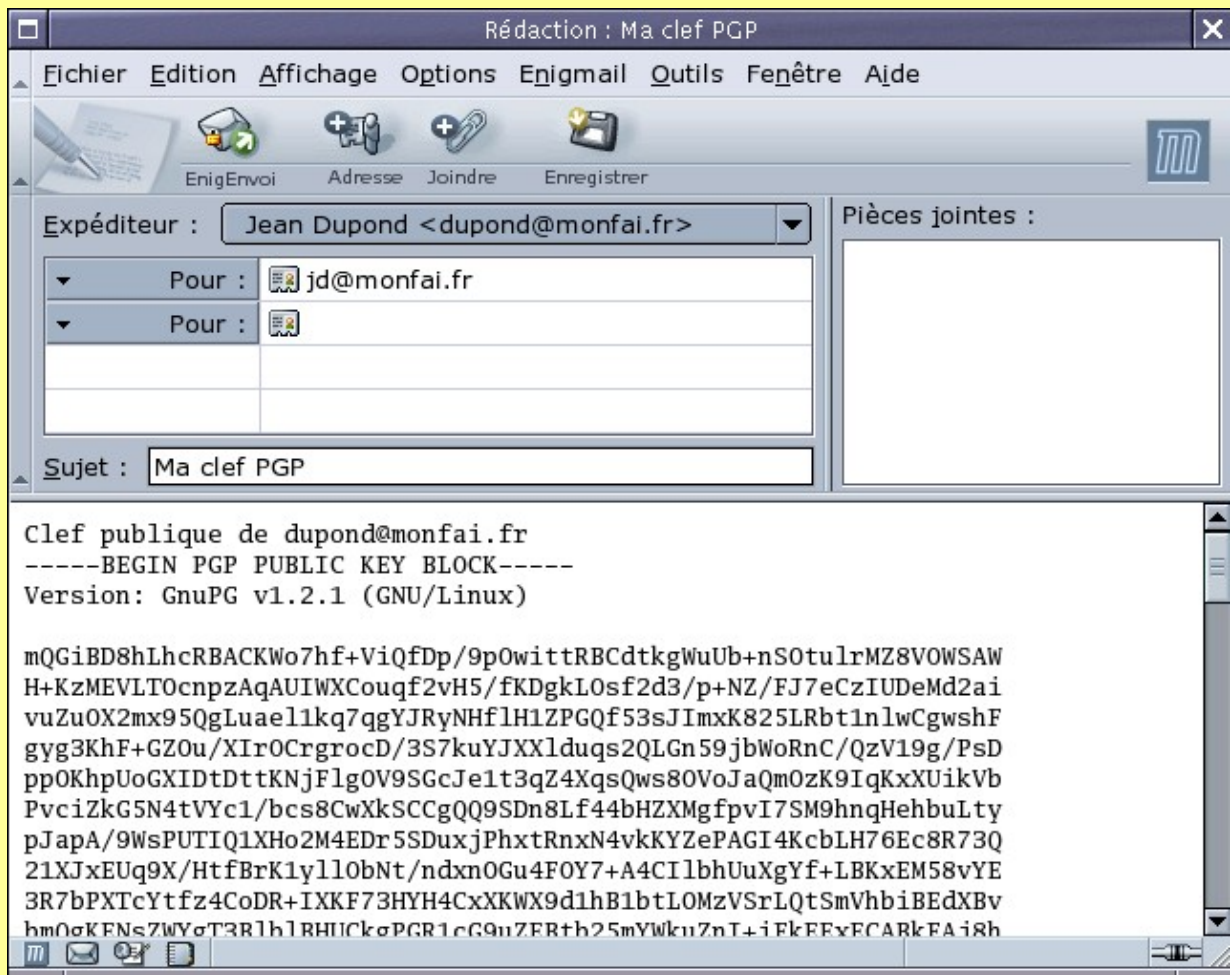 Rédaction : Ma clef PGP
Fichier Edition Affichage Options Enigmail Outils Fenêtre Aide
EnigEnvoi Adresse Joindre Enregistrer
Expéditeur : Jean Dupond <dupond@monfai.fr>
Pièces jointes :
Pour : jd@monfai.fr
Pour :
Sujet : Ma clef PGP
Clef publique de dupond@monfai.fr
-----BEGIN PGP PUBLIC KEY BLOCK-----
Version: GnuPG v1.2.1 (GNU/Linux)
mQGiBD8hLhcRBACKWo7hf+ViQfDp/9pOwittRBCdtkgWuUb+nSOtulrMZ8VOWSAW
H+KzMEVLTOcnpzAqAUIWXCouqf2vH5/fKDgkLOsf2d3/p+NZ/FJ7eCzIUDeMd2ai
vuZuOX2mx95QgLuael1kq7qgYJRyNHflH1ZPGQf53sJImxK825LRbt1nlwCgwshF
gyg3KhF+GZOu/XIrOCrgrocD/3S7kuYJXXlduqs2QLGn59jbWoRnC/QzV19g/PsD
ppOKhpUoGXIDtDttKNjFlgOV9SGcJe1t3qZ4XqsQws8OVoJaQmOzK9IqKxXUikVb
PvciZkG5N4tVYc1/bcs8CwXkSCCgQQ9SDn8Lf44bHZXMgfpvI7SM9hnqHehbuLty
pJapA/9WsPUTIQ1XHo2M4EDr5SDuxjPhxtRnxN4vkKYZePAGI4KcbLH76Ec8R73Q
21XJxEUq9X/HtfBrK1yllObNt/ndxnOGu4FOY7+A4CIlbhUuXgYf+LBKxEM58vYE
3R7bPXTcYtfz4CoDR+IXKF73HYH4CxXKWX9d1hB1btLOMzVSrLQtSmVhbiBEdXBv